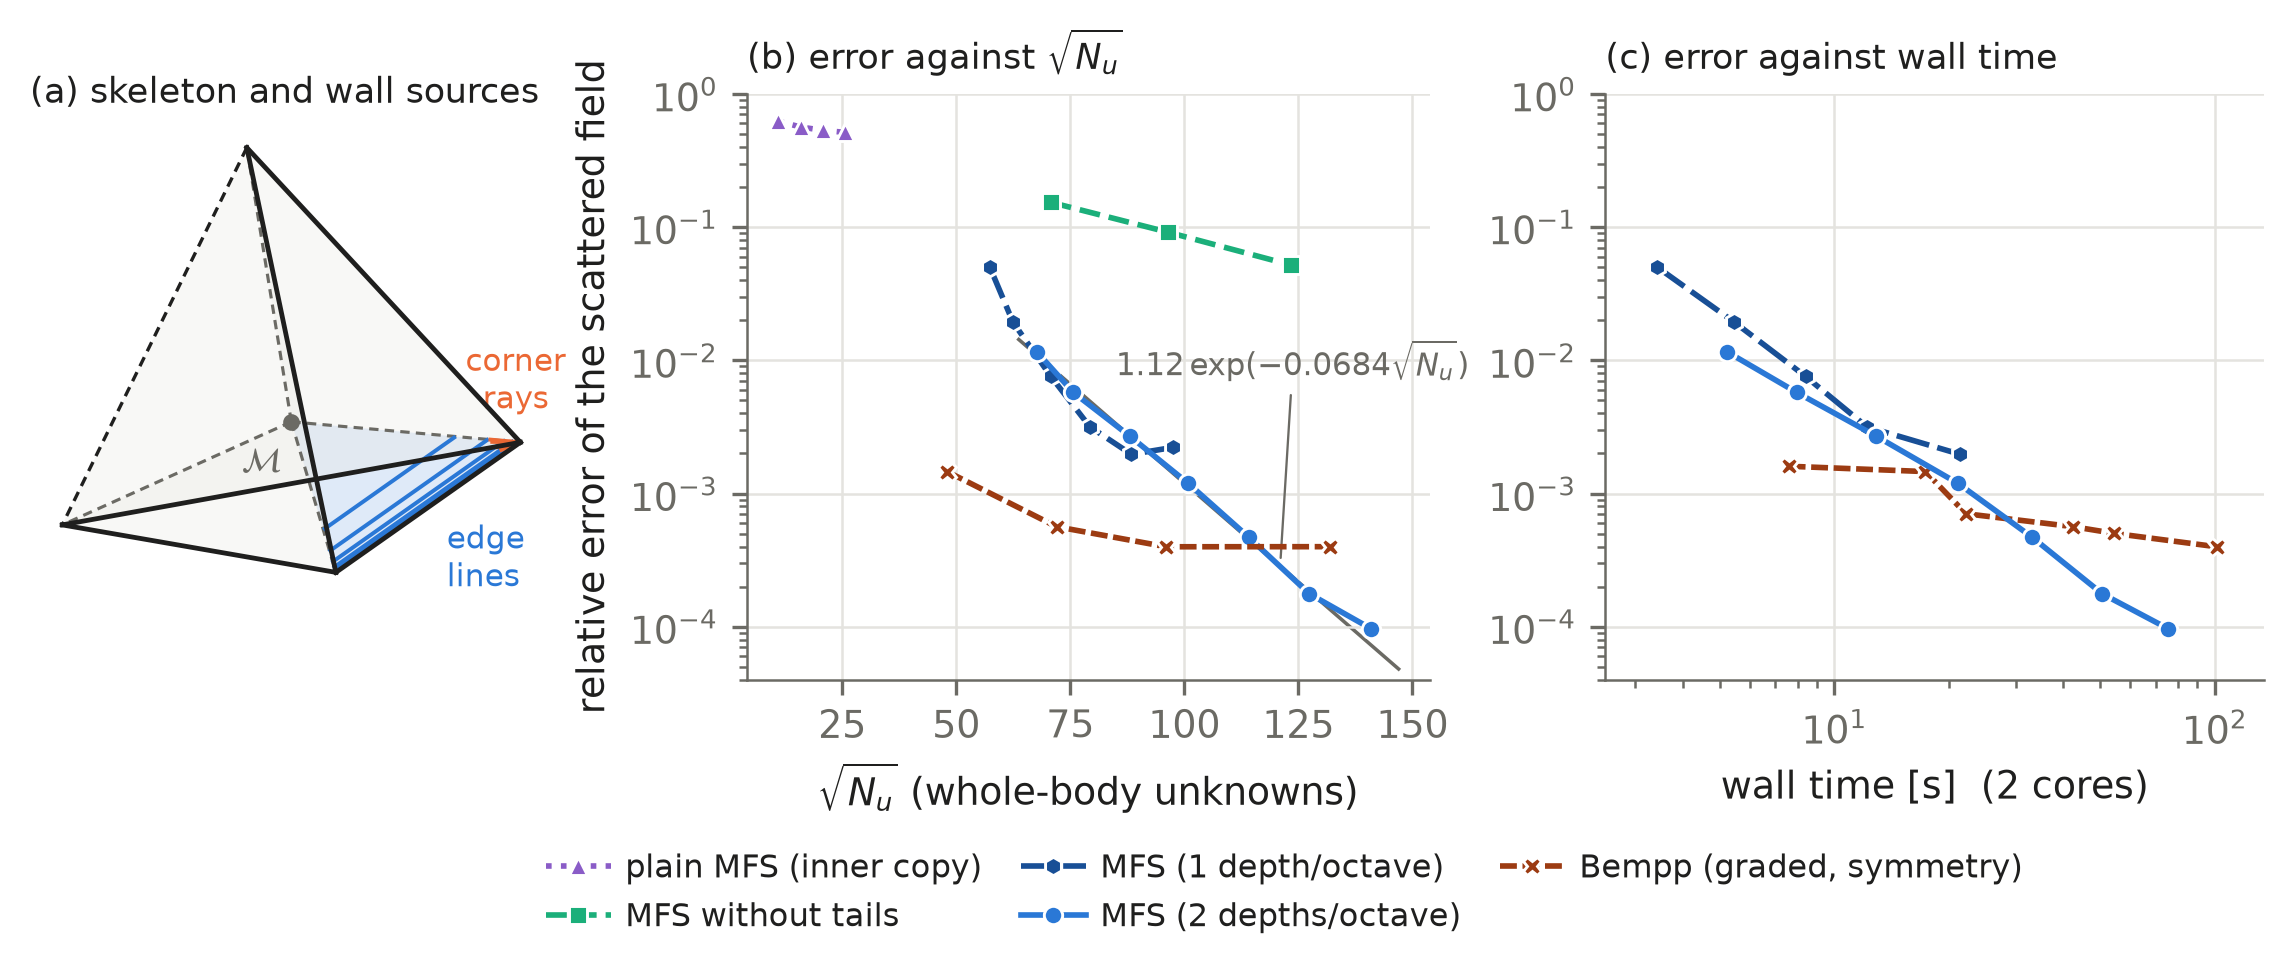 (a) skeleton and wall sources
corner
rays
ℳ
edge
lines
(b) error against √N_u
relative error of the scattered field
10^0
10^−1
10^−2
10^−3
10^−4
1.12 exp(−0.0684√N_u)
25 50 75 100 125 150
√N_u (whole-body unknowns)
(c) error against wall time
10^0
10^−1
10^−2
10^−3
10^−4
10^1 10^2
wall time [s] (2 cores)
plain MFS (inner copy)
MFS without tails
MFS (1 depth/octave)
MFS (2 depths/octave)
Bempp (graded, symmetry)